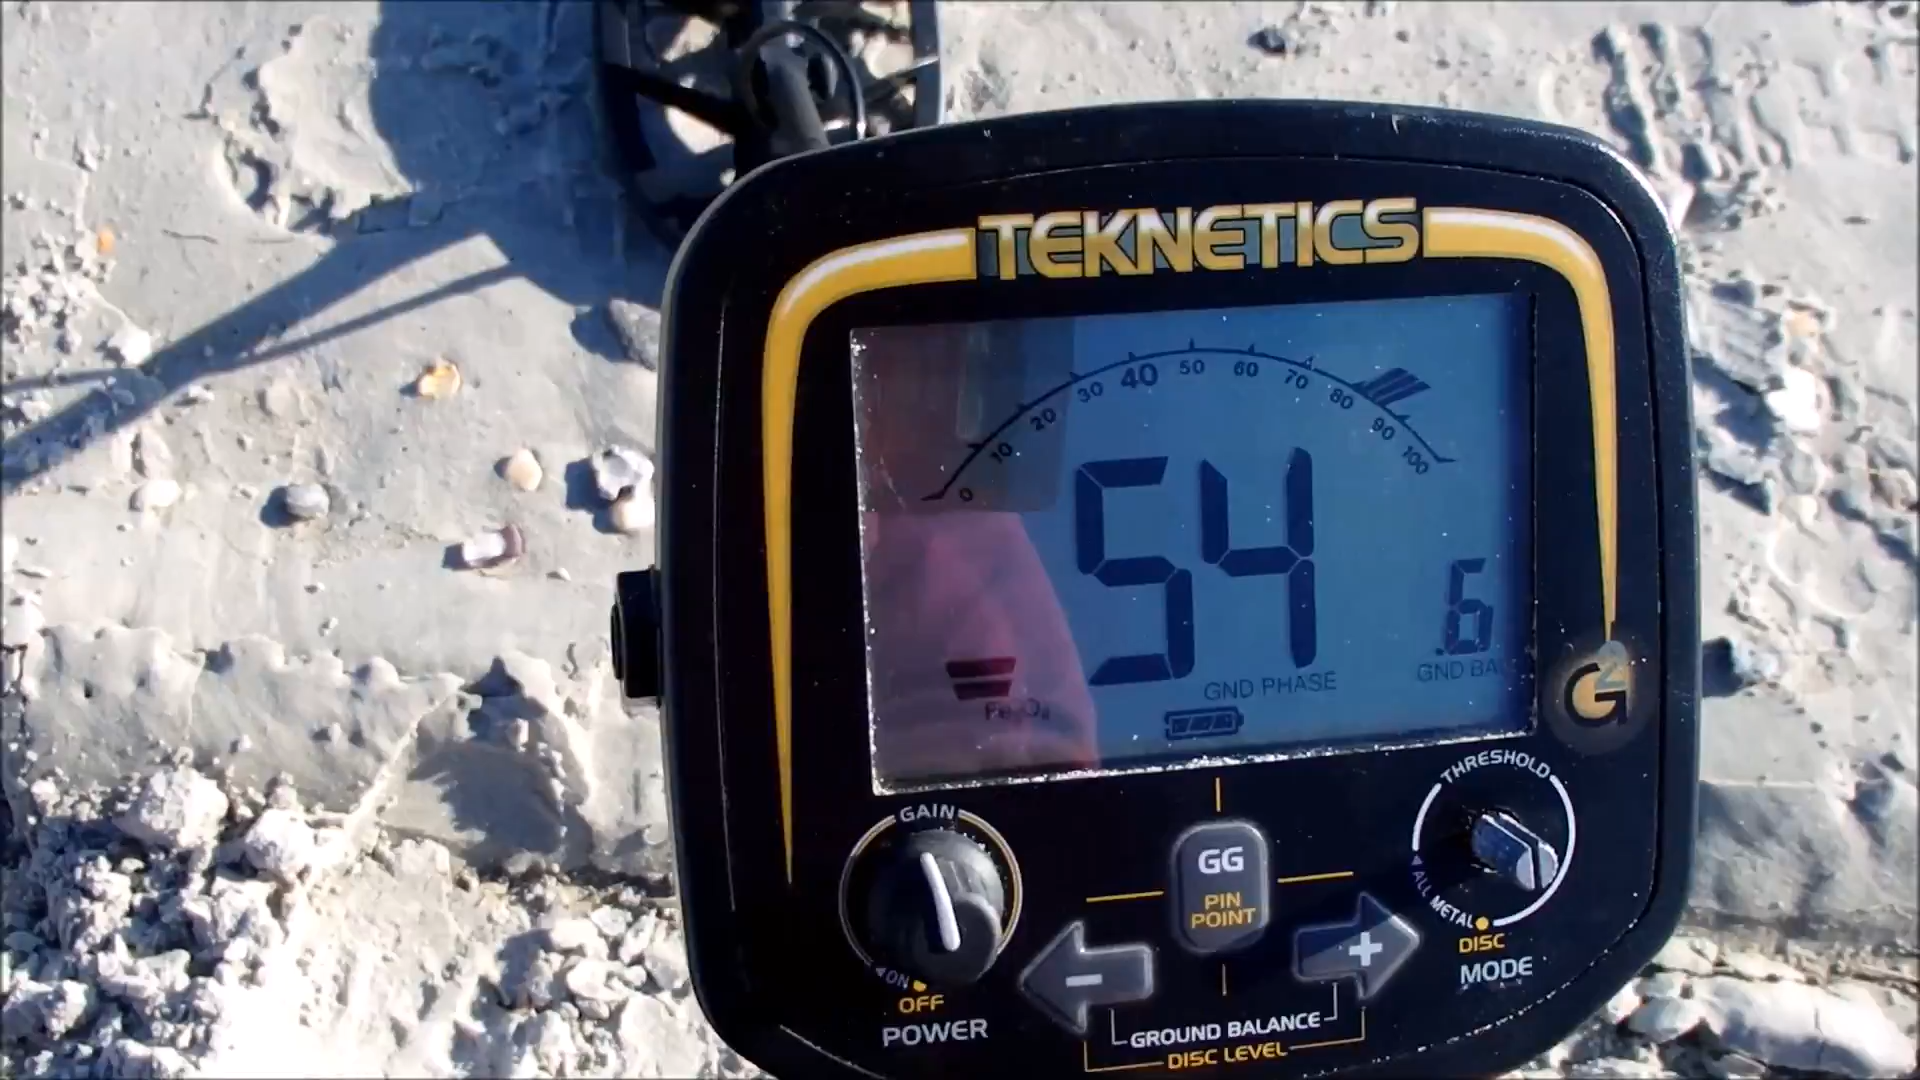 TEKNETICS
0 10 20 30 40 50 60 70 80 90 100
54
.6
GND PHASE
GND BAL
Fe3O4
G2
GAIN
ON
OFF
POWER
GG
PIN
POINT
-
+
GROUND BALANCE
DISC LEVEL
THRESHOLD
ALL METAL
DISC
MODE